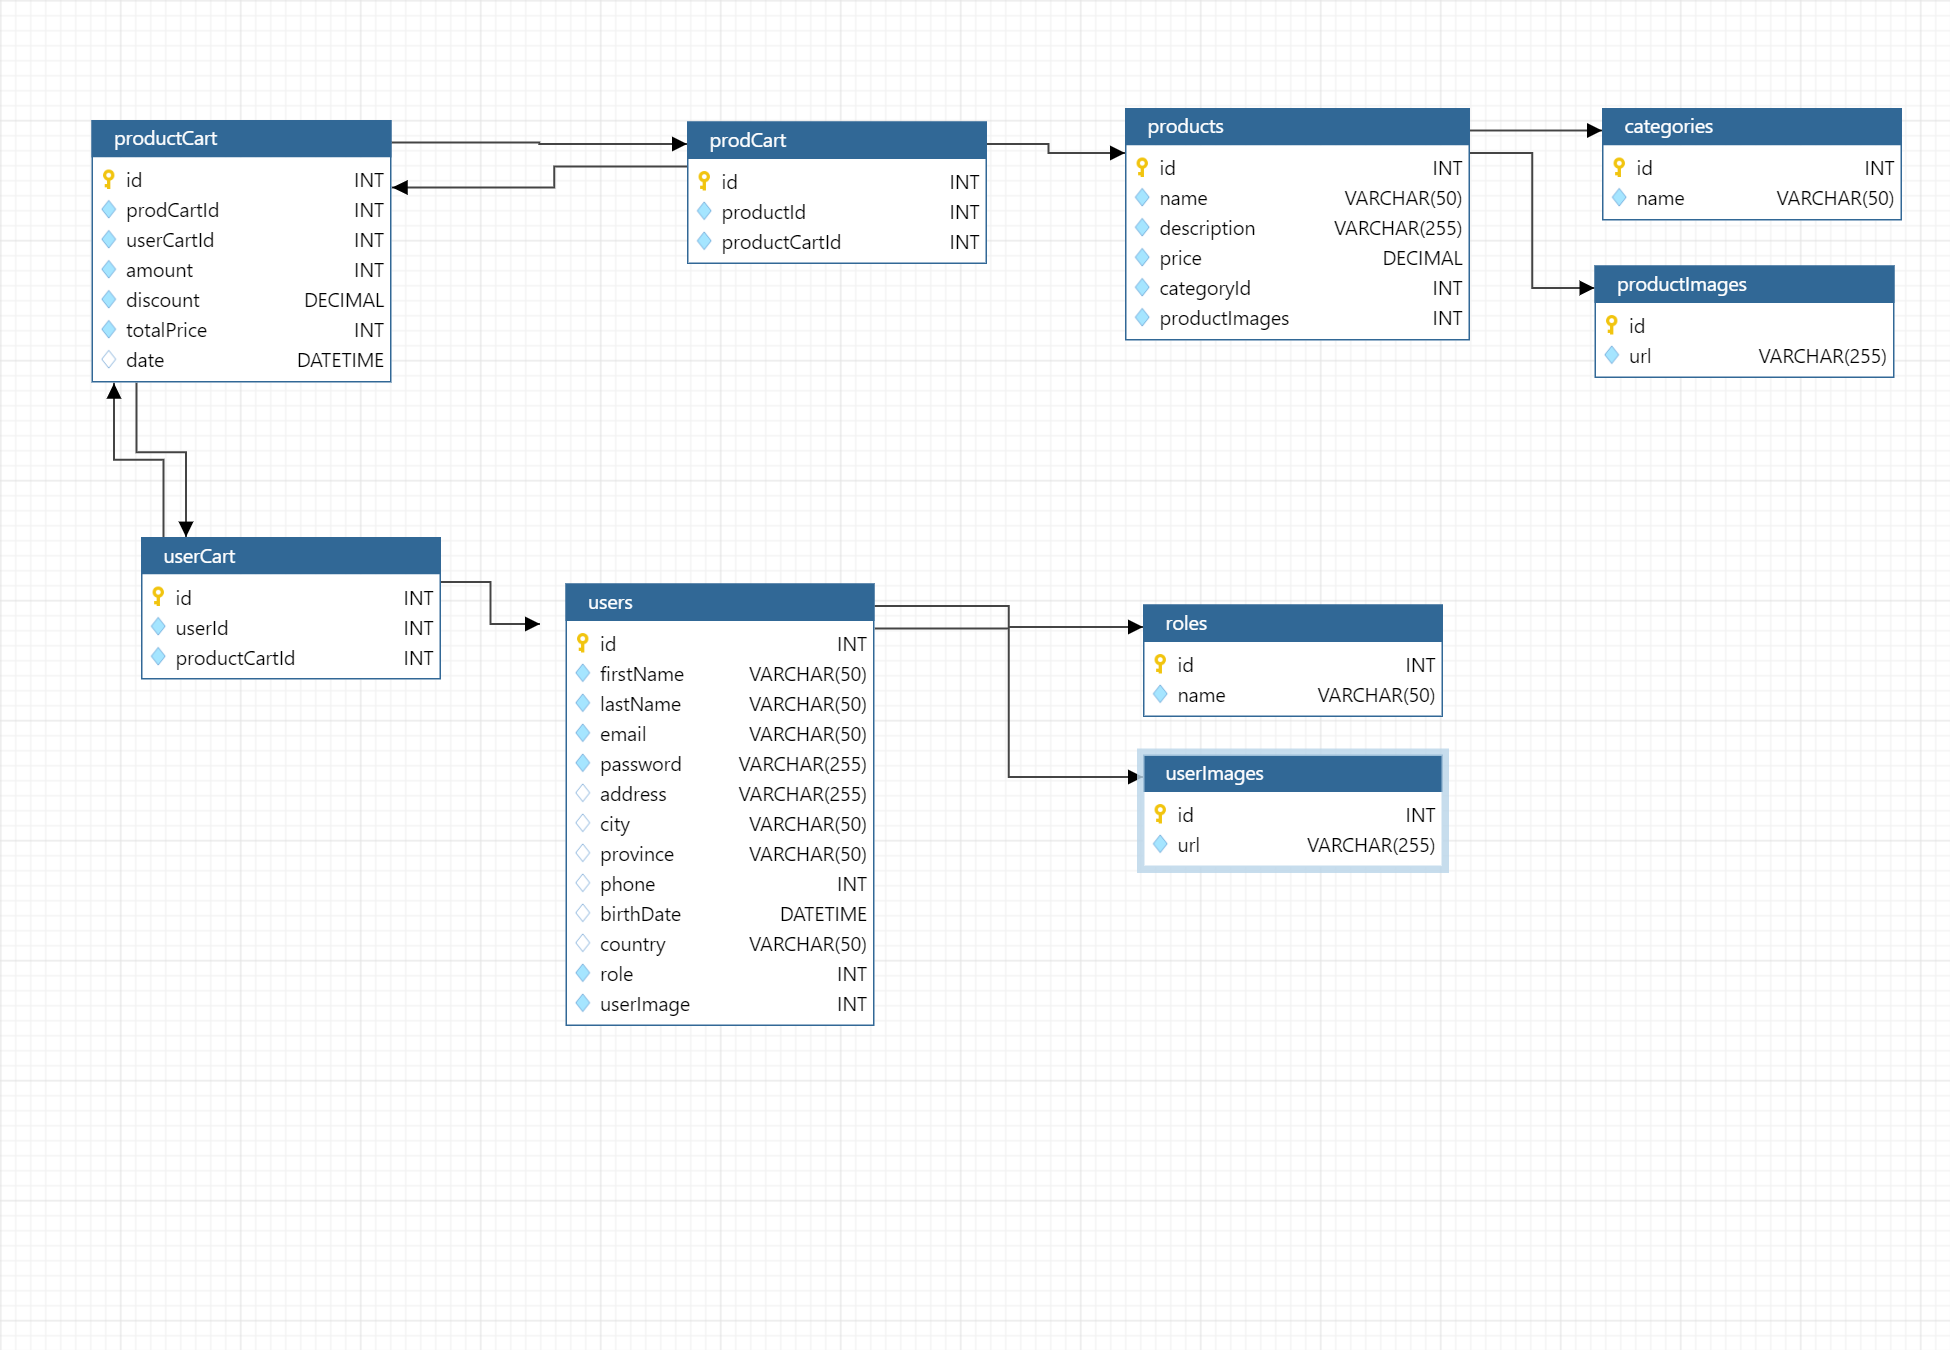 productCart
id INT
prodCartId INT
userCartId INT
amount INT
discount DECIMAL
totalPrice INT
date DATETIME
prodCart
id INT
productId INT
productCartId INT
products
id INT
name VARCHAR(50)
description VARCHAR(255)
price DECIMAL
categoryId INT
productImages INT
categories
id INT
name VARCHAR(50)
productImages
id
url VARCHAR(255)
userCart
id INT
userId INT
productCartId INT
users
id INT
firstName VARCHAR(50)
lastName VARCHAR(50)
email VARCHAR(50)
password VARCHAR(255)
address VARCHAR(255)
city VARCHAR(50)
province VARCHAR(50)
phone INT
birthDate DATETIME
country VARCHAR(50)
role INT
userImage INT
roles
id INT
name VARCHAR(50)
userImages
id INT
url VARCHAR(255)